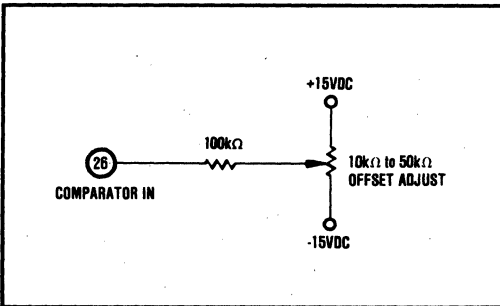 +15VDC
100kΩ
26
10kΩ to 50kΩ
OFFSET ADJUST
COMPARATOR IN
-15VDC